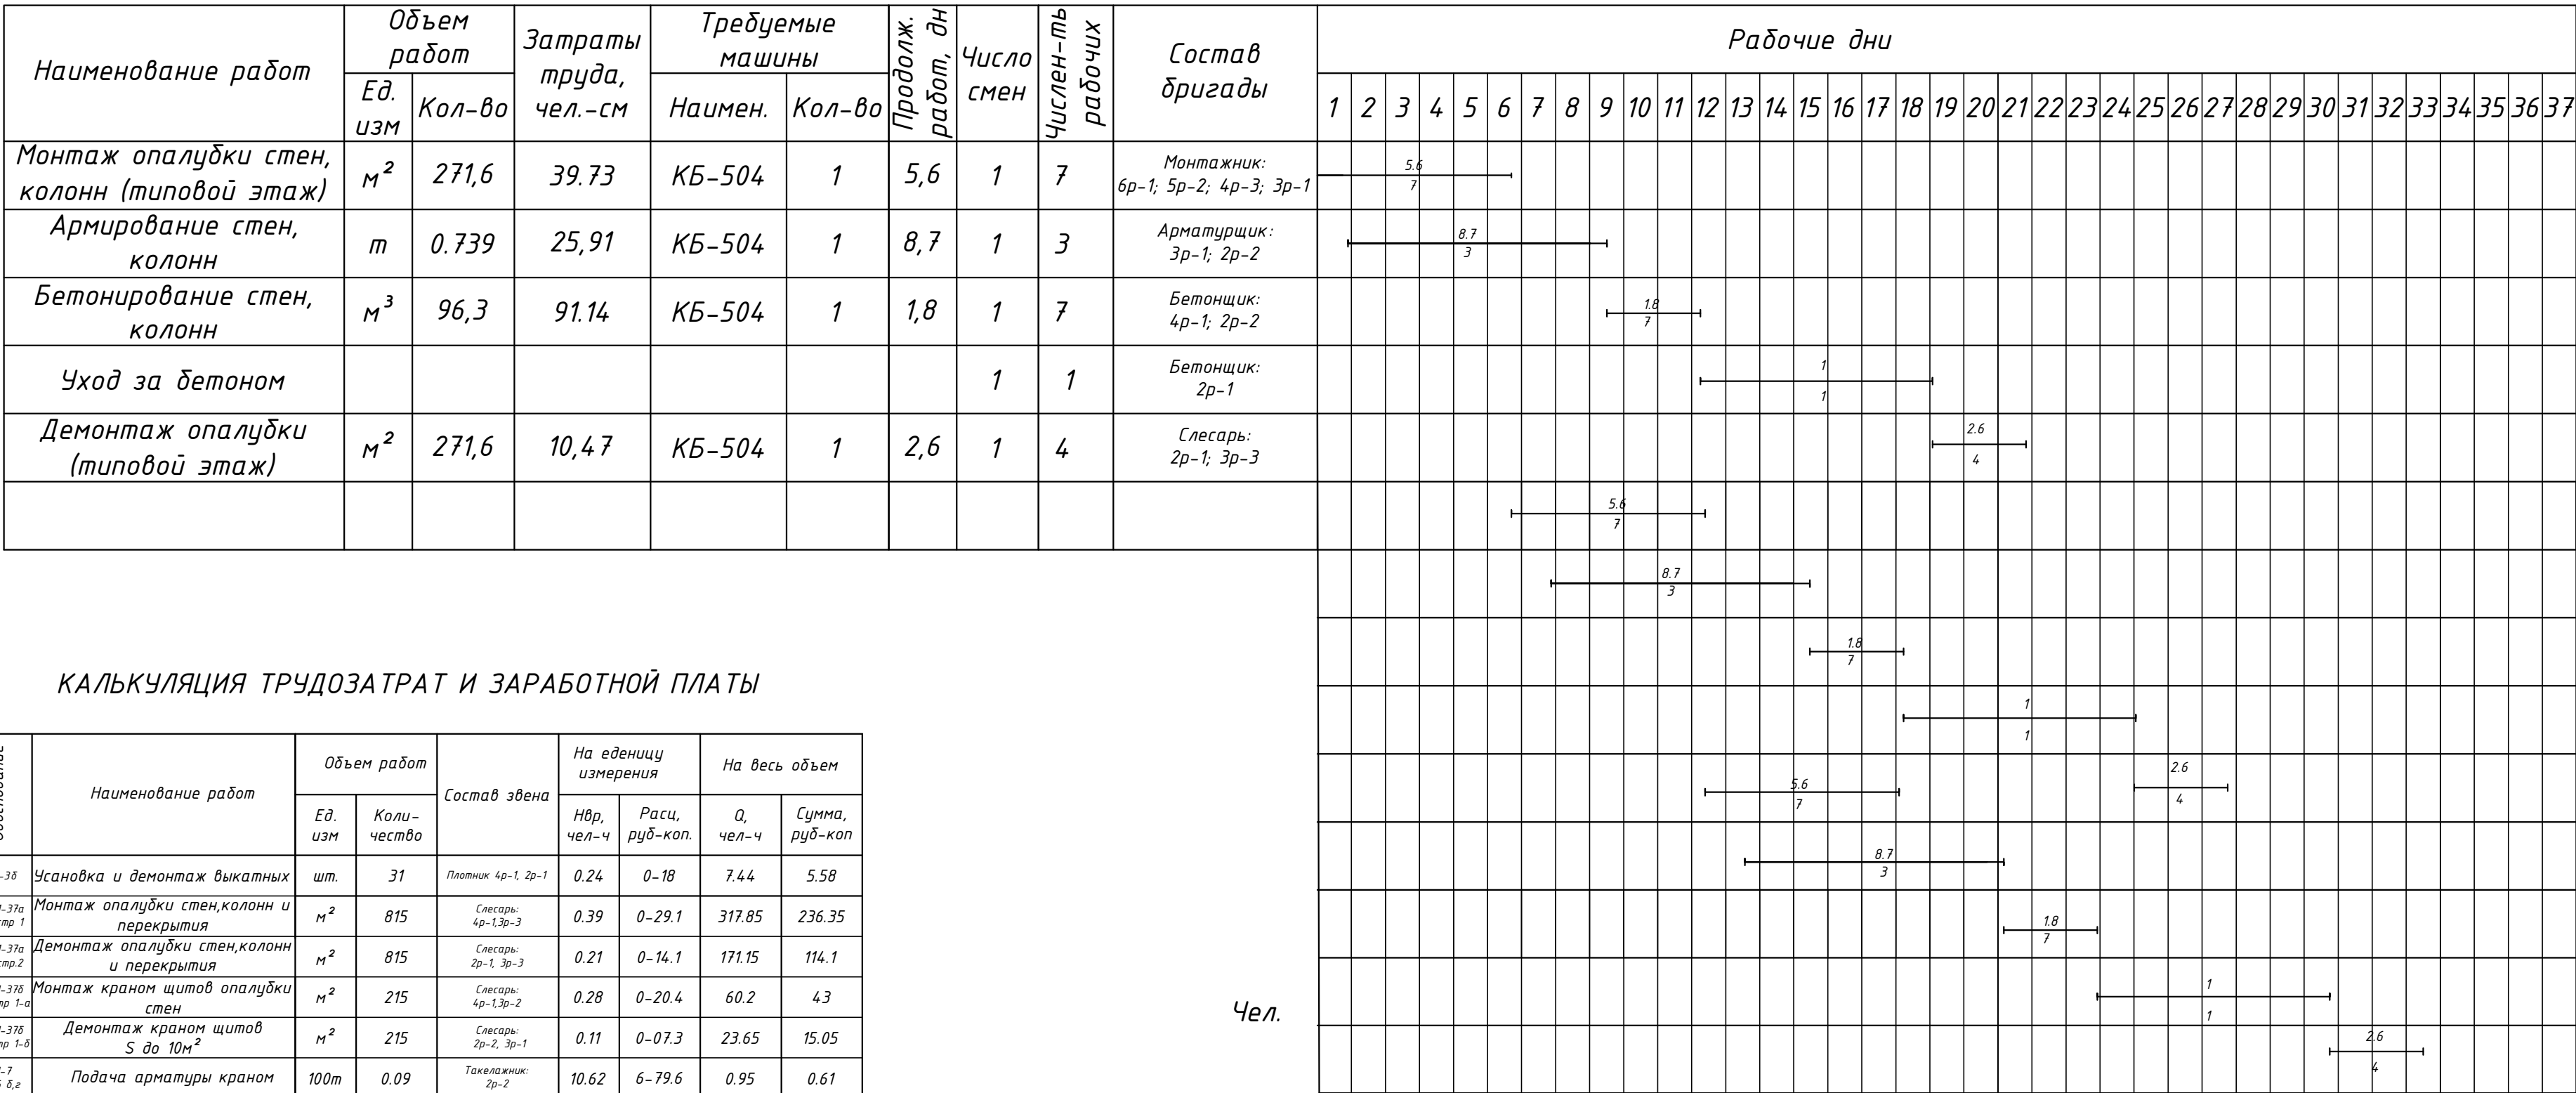 Наименование работ
Объем
работ
Ед.
изм
Кол-во
Затраты
труда,
чел.-см
Требуемые
машины
Наимен.
Кол-во
Продолж.
работ, дн
Число
смен
Числен-ть
рабочих
Состав
бригады
Рабочие дни
1 2 3 4 5 6 7 8 9 10 11 12 13 14 15 16 17 18 19 20 21 22 23 24 25 26 27 28 29 30 31 32 33 34 35 36 37
Монтаж опалубки стен,
колонн (типовой этаж)
м² 271,6 39.73 КБ-504 1 5,6 1 7
Монтажник:
6р-1; 5р-2; 4р-3; 3р-1
5.6
7
Армирование стен,
колонн
т 0.739 25,91 КБ-504 1 8,7 1 3
Арматурщик:
3р-1; 2р-2
8.7
3
Бетонирование стен,
колонн
м³ 96,3 91.14 КБ-504 1 1,8 1 7
Бетонщик:
4р-1; 2р-2
1.8
7
Уход за бетоном
1 1
Бетонщик:
2р-1
1
1
Демонтаж опалубки
(типовой этаж)
м² 271,6 10,47 КБ-504 1 2,6 1 4
Слесарь:
2р-1; 3р-3
2.6
4
5.6
7
8.7
3
1.8
7
1
1
2.6
4
5.6
7
8.7
3
1.8
7
1
1
2.6
4
Чел.
КАЛЬКУЛЯЦИЯ ТРУДОЗАТРАТ И ЗАРАБОТНОЙ ПЛАТЫ
Наименование работ
Объем работ
Ед.
изм
Коли-
чество
Состав звена
На еденицу
измерения
Нвр,
чел-ч
Расц,
руб-коп.
На весь объем
Q,
чел-ч
Сумма,
руб-коп
-3б
Усановка и демонтаж выкатных
шт. 31
Плотник 4р-1, 2р-1
0.24 0-18 7.44 5.58
-37а
тр 1
Монтаж опалубки стен,колонн и
перекрытия
м² 815
Слесарь:
4р-1,3р-3
0.39 0-29.1 317.85 236.35
-37а
тр.2
Демонтаж опалубки стен,колонн
и перекрытия
м² 815
Слесарь:
2р-1, 3р-3
0.21 0-14.1 171.15 114.1
-37б
тр 1-а
Монтаж краном щитов опалубки
стен
м² 215
Слесарь:
4р-1,3р-2
0.28 0-20.4 60.2 43
-37б
тр 1-б
Демонтаж краном щитов
S до 10м²
м² 215
Слесарь:
2р-2, 3р-1
0.11 0-07.3 23.65 15.05
-7
б,г
Подача арматуры краном
100т 0.09
Такелажник:
2р-2
10.62 6-79.6 0.95 0.61